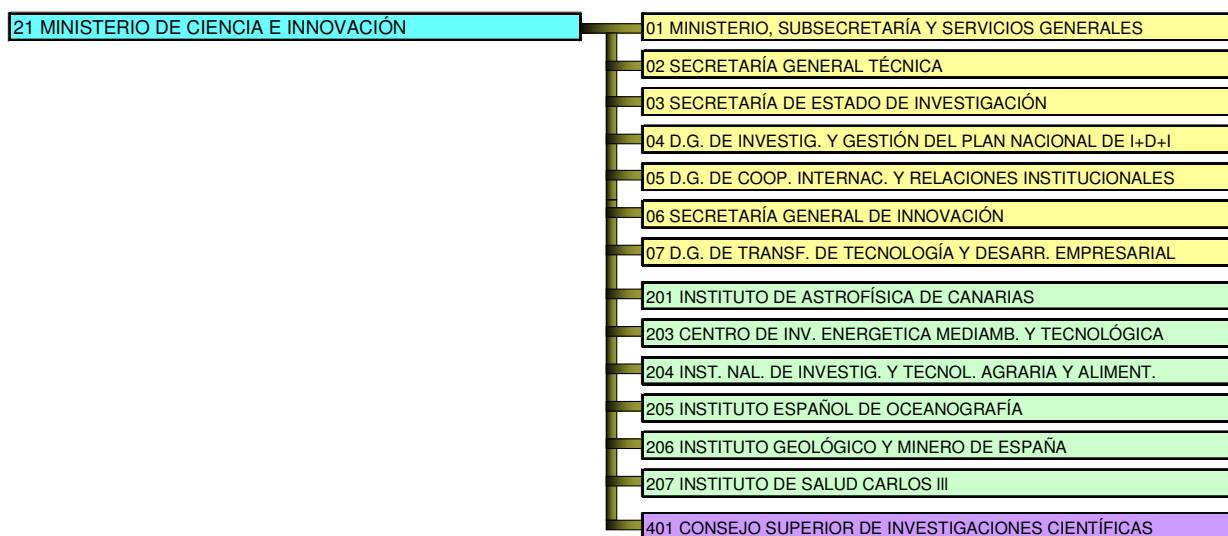 21 MINISTERIO DE CIENCIA E INNOVACIÓN
01 MINISTERIO, SUBSECRETARÍA Y SERVICIOS GENERALES
02 SECRETARÍA GENERAL TÉCNICA
03 SECRETARÍA DE ESTADO DE INVESTIGACIÓN
04 D.G. DE INVESTIG. Y GESTIÓN DEL PLAN NACIONAL DE I+D+I
05 D.G. DE COOP. INTERNAC. Y RELACIONES INSTITUCIONALES
06 SECRETARÍA GENERAL DE INNOVACIÓN
07 D.G. DE TRANSF. DE TECNOLOGÍA Y DESARR. EMPRESARIAL
201 INSTITUTO DE ASTROFÍSICA DE CANARIAS
203 CENTRO DE INV. ENERGETICA MEDIAMB. Y TECNOLÓGICA
204 INST. NAL. DE INVESTIG. Y TECNOL. AGRARIA Y ALIMENT.
205 INSTITUTO ESPAÑOL DE OCEANOGRAFÍA
206 INSTITUTO GEOLÓGICO Y MINERO DE ESPAÑA
207 INSTITUTO DE SALUD CARLOS III
401 CONSEJO SUPERIOR DE INVESTIGACIONES CIENTÍFICAS